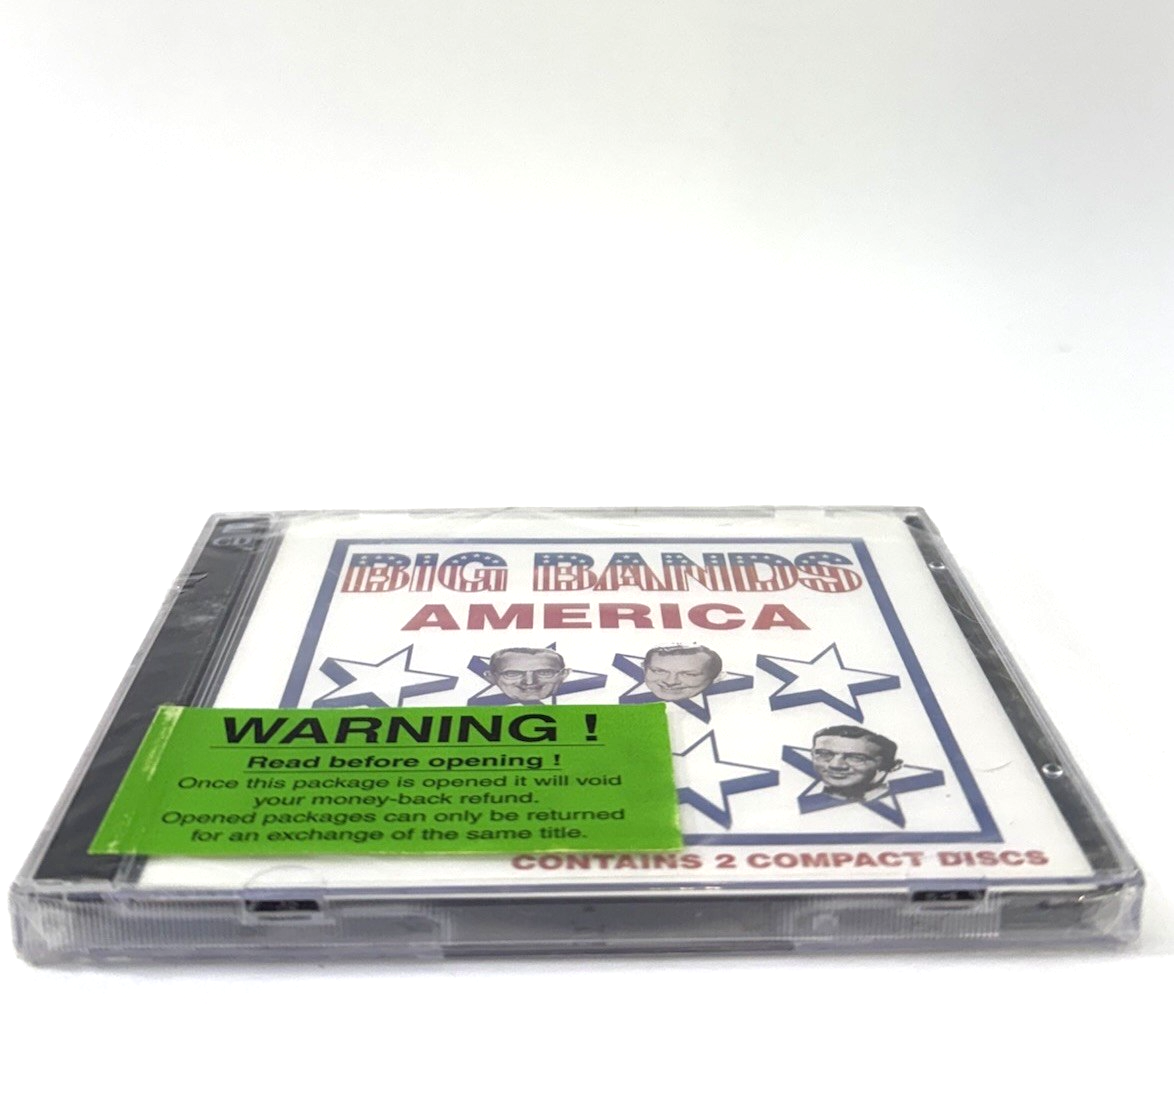 BIG BANDS
AMERICA
WARNING !
Read before opening !
Once this package is opened it will void
your money-back refund.
Opened packages can only be returned
for an exchange of the same title.
CONTAINS 2 COMPACT DISCS